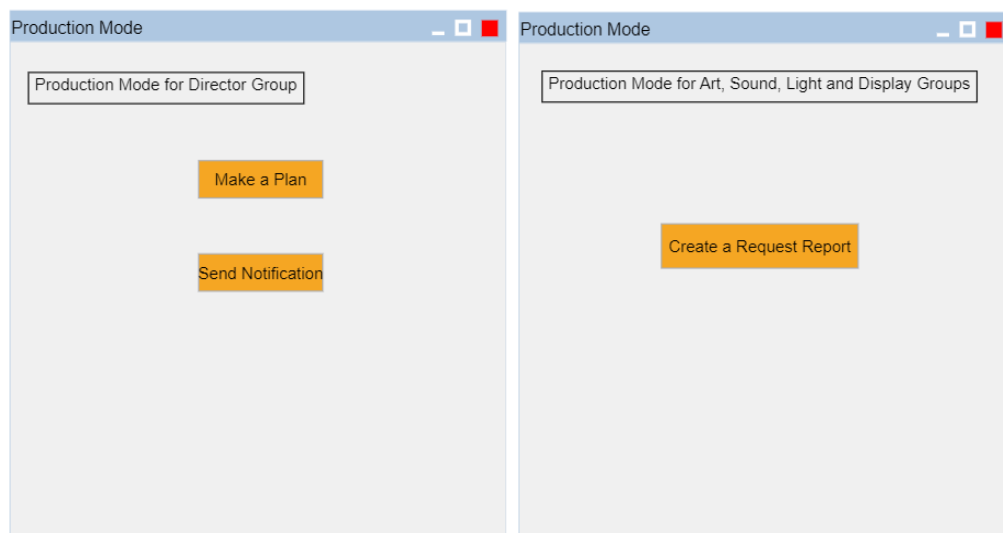 Production Mode
Production Mode for Director Group
Make a Plan
Send Notification
Production Mode
Production Mode for Art, Sound, Light and Display Groups
Create a Request Report